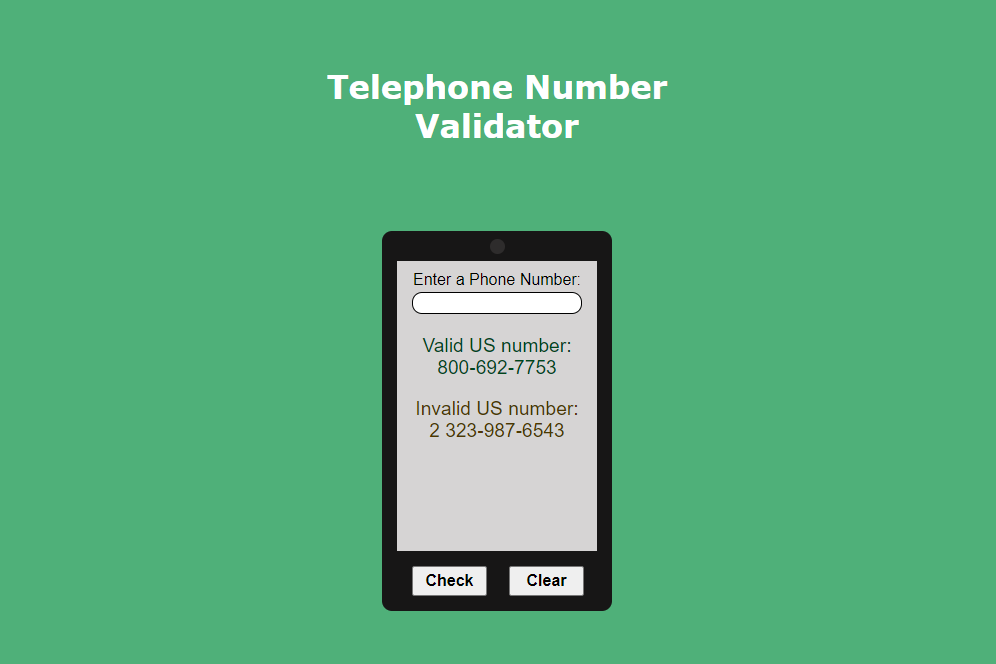 Telephone Number
Validator
Enter a Phone Number:
Valid US number:
800-692-7753
Invalid US number:
2 323-987-6543
Check
Clear